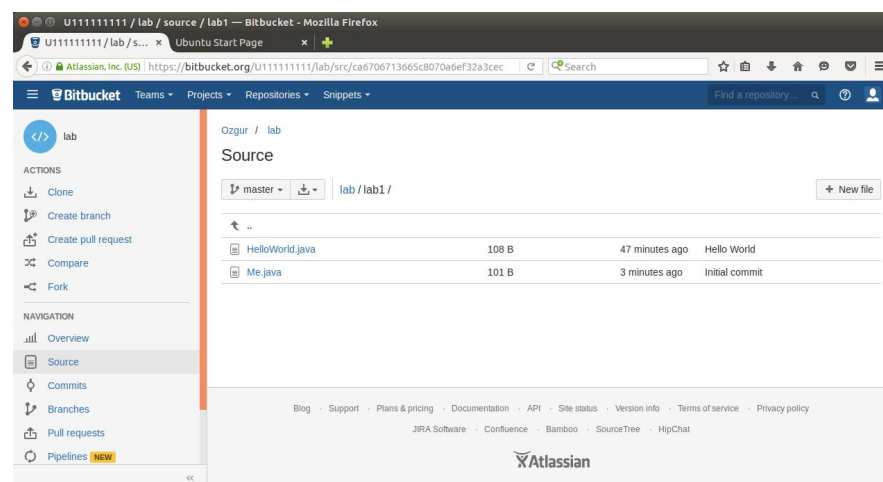 U111111111 / lab / source / lab1 — Bitbucket - Mozilla Firefox
U111111111 / lab / s... × Ubuntu Start Page ×
Atlassian, Inc. (US) https://bitbucket.org/U111111111/lab/src/ca6706713665c8070a6ef32a3cec Search
Bitbucket Teams Projects Repositories Snippets Find a repository...
lab
ACTIONS
Clone
Create branch
Create pull request
Compare
Fork
NAVIGATION
Overview
Source
Commits
Branches
Pull requests
Pipelines NEW
«
Ozgur / lab
Source
master lab / lab1 / + New file
..
HelloWorld.java 108 B 47 minutes ago Hello World
Me.java 101 B 3 minutes ago Initial commit
Blog · Support · Plans & pricing · Documentation · API · Site status · Version info · Terms of service · Privacy policy
JIRA Software · Confluence · Bamboo · SourceTree · HipChat
Atlassian